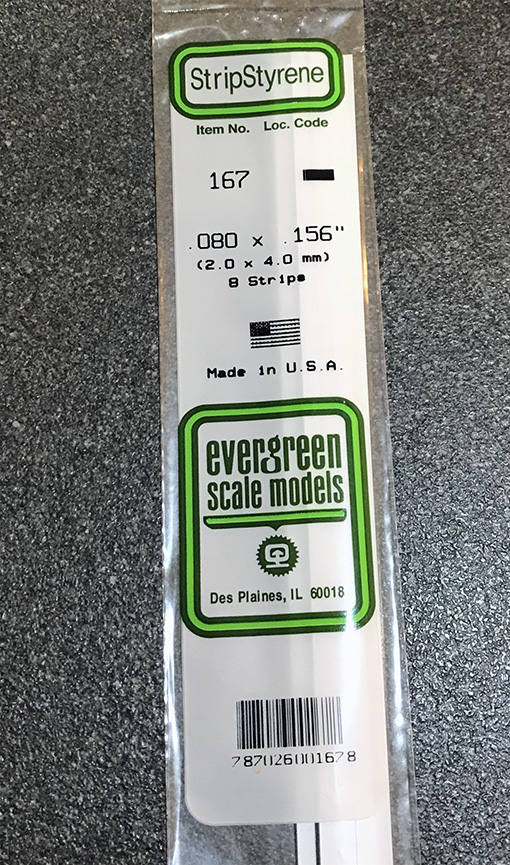 StripStyrene
Item No. Loc. Code
167
.080 x .156"
(2.0 x 4.0 mm)
8 Strips
Made in U.S.A.
evergreen
scale models
Des Plaines, IL 60018
787026001678